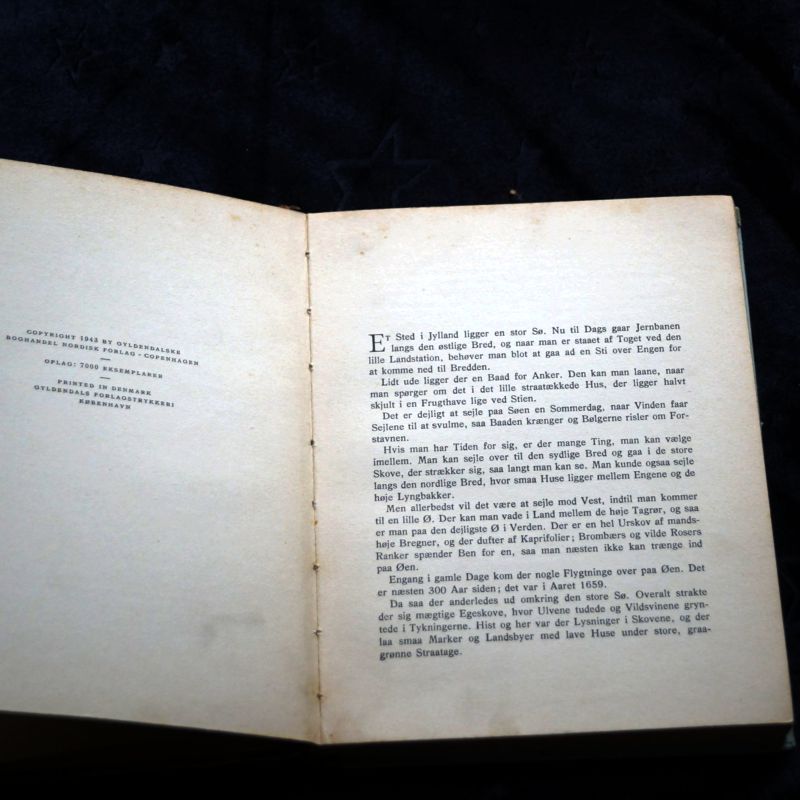 COPYRIGHT 1943 BY GYLDENDALSKE
BOGHANDEL NORDISK FORLAG - COPENHAGEN
OPLAG: 7000 EKSEMPLARER
PRINTED IN DENMARK
GYLDENDALS FORLAGSTRYKKERI
KØBENHAVN
ET Sted i Jylland ligger en stor Sø. Nu til Dags gaar Jernbanen
langs den østlige Bred, og naar man er staaet af Toget ved den
lille Landstation, behøver man blot at gaa ad en Sti over Engen for
at komme ned til Bredden.
Lidt ude ligger der en Baad for Anker. Den kan man laane, naar
man spørger om det i det lille straatækkede Hus, der ligger halvt
skjult i en Frugthave lige ved Stien.
Det er dejligt at sejle paa Søen en Sommerdag, naar Vinden faar
Sejlene til at svulme, saa Baaden krænger og Bølgerne risler om For-
stavnen.
Hvis man har Tiden for sig, er der mange Ting, man kan vælge
imellem. Man kan sejle over til den sydlige Bred og gaa i de store
Skove, der strækker sig, saa langt man kan se. Man kunde ogsaa sejle
langs den nordlige Bred, hvor smaa Huse ligger mellem Engene og de
høje Lyngbakker.
Men allerbedst vil det være at sejle mod Vest, indtil man kommer
til en lille Ø. Der kan man vade i Land mellem de høje Tagrør, og saa
er man paa den dejligste Ø i Verden. Der er en hel Urskov af mands-
høje Bregner, og der dufter af Kaprifolier; Brombærs og vilde Rosers
Ranker spænder Ben for en, saa man næsten ikke kan trænge ind
paa Øen.
Engang i gamle Dage kom der nogle Flygtninge over paa Øen. Det
er næsten 300 Aar siden; det var i Aaret 1659.
Da saa der anderledes ud omkring den store Sø. Overalt strakte
der sig mægtige Egeskove, hvor Ulvene tudede og Vildsvinene gryn-
tede i Tykningerne. Hist og her var der Lysninger i Skovene, og der
laa smaa Marker og Landsbyer med lave Huse under store, graa-
grønne Straatage.